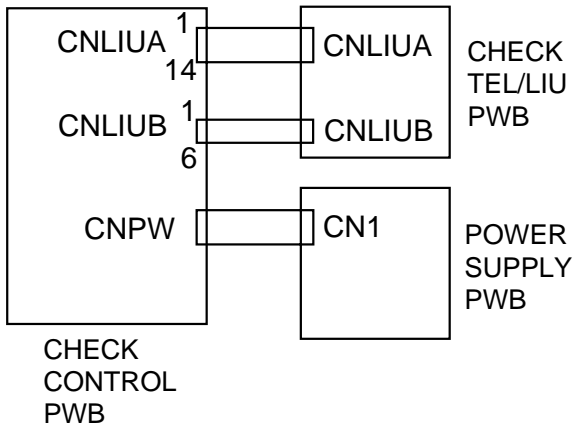 1
CNLIUA
14
CNLIUA
CHECK
TEL/LIU
PWB
1
CNLIUB
6
CNLIUB
CNPW
CN1
POWER
SUPPLY
PWB
CHECK
CONTROL
PWB